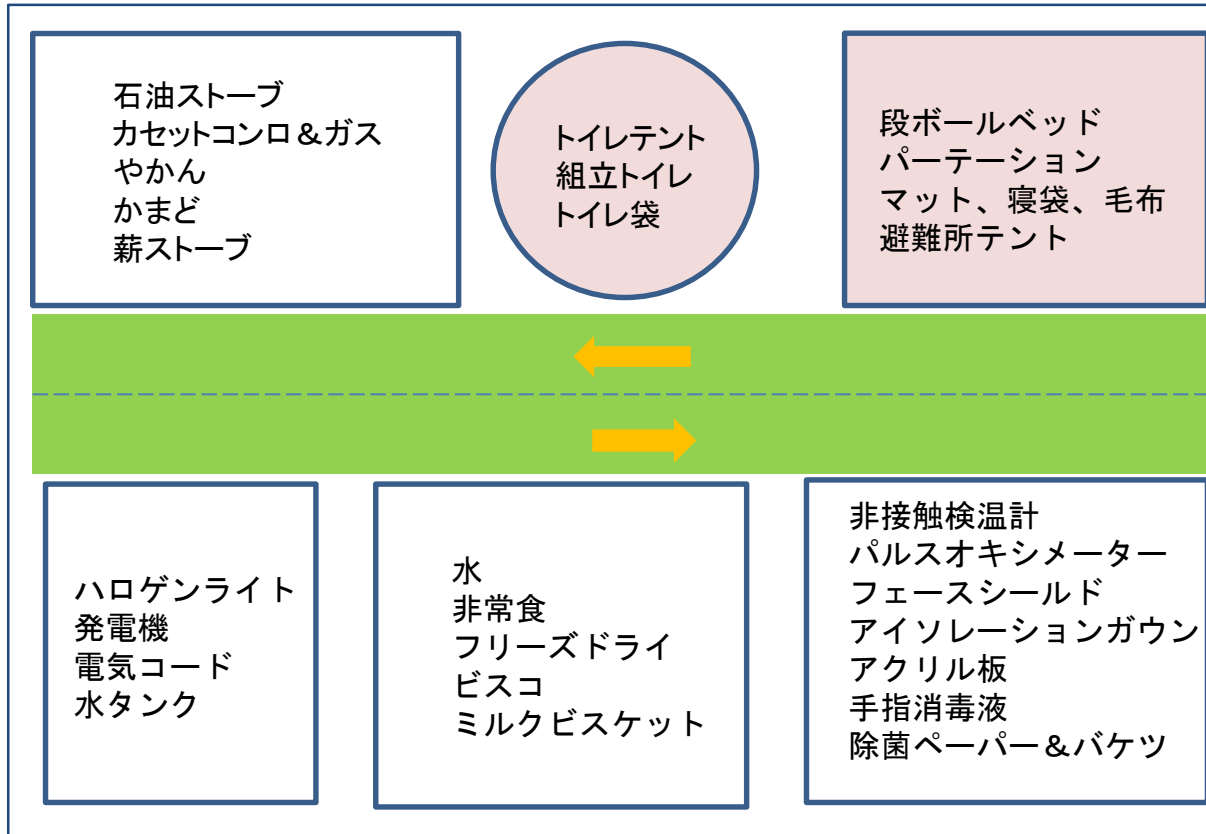 石油ストーブ
カセットコンロ＆ガス
やかん
かまど
薪ストーブ
トイレテント
組立トイレ
トイレ袋
段ボールベッド
パーテーション
マット、寝袋、毛布
避難所テント
ハロゲンライト
発電機
電気コード
水タンク
水
非常食
フリーズドライ
ビスコ
ミルクビスケット
非接触検温計
パルスオキシメーター
フェースシールド
アイソレーションガウン
アクリル板
手指消毒液
除菌ペーパー＆バケツ